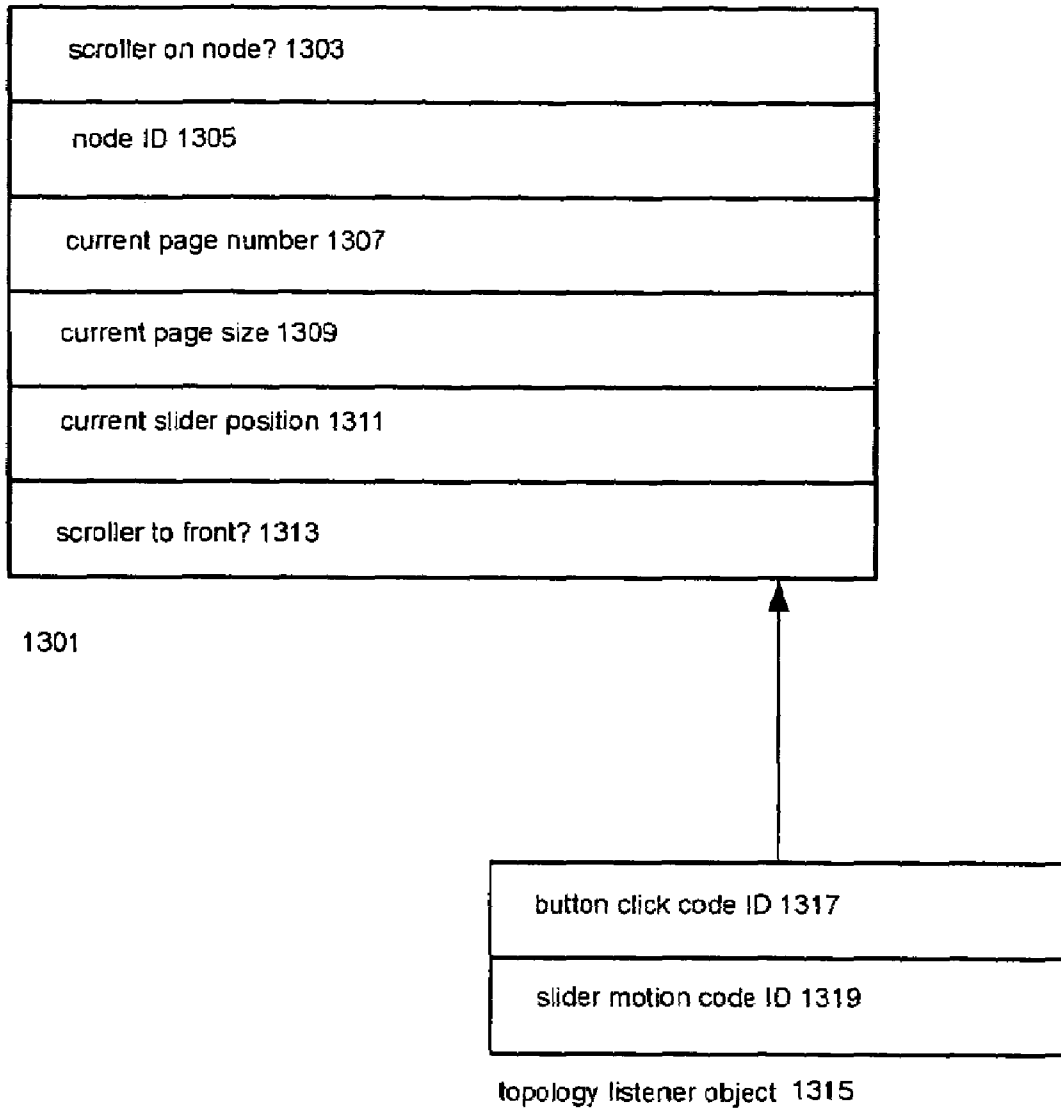 scroller on node? 1303
node ID 1305
current page number 1307
current page size 1309
current slider position 1311
scroller to front? 1313
1301
button click code ID 1317
slider motion code ID 1319
topology listener object 1315